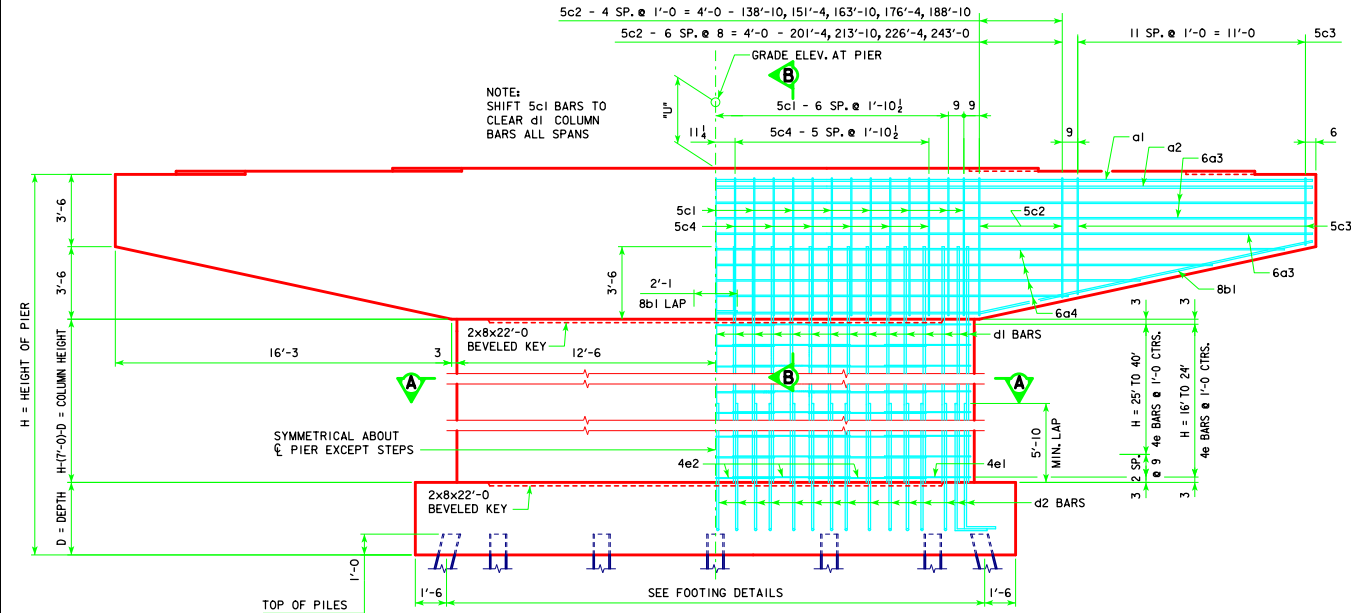 5c2 - 4 SP. @ 1'-0 = 4'-0 - 138'-10, 151'-4, 163'-10, 176'-4, 188'-10
5c2 - 6 SP. @ 8 = 4'-0 - 201'-4, 213'-10, 226'-4, 243'-0
11 SP. @ 1'-0 = 11'-0
5c3
GRADE ELEV. AT PIER
B
NOTE:
SHIFT 5c1 BARS TO
CLEAR d1 COLUMN
BARS ALL SPANS
"U"
5c1 - 6 SP. @ 1'-10½
9
9
11¼
5c4 - 5 SP. @ 1'-10½
9
6
a1
a2
6a3
3'-6
5c1
5c2
5c3
5c4
3'-6
3'-6
2'-1
8b1 LAP
6a3
8b1
6a4
3
3
2x8x22'-0
BEVELED KEY
d1 BARS
16'-3
3
12'-6
B
A
A
H = HEIGHT OF PIER
H-(7'-0)-D = COLUMN HEIGHT
H = 25' TO 40'
@ 9 4e BARS @ 1'-0 CTRS.
H = 16' TO 24'
4e BARS @ 1'-0 CTRS.
SYMMETRICAL ABOUT
℄ PIER EXCEPT STEPS
5'-10
MIN. LAP
4e2
4e1
2 SP.
3
3
2x8x22'-0
BEVELED KEY
d2 BARS
D = DEPTH
1'-0
1'-6
SEE FOOTING DETAILS
1'-6
TOP OF PILES